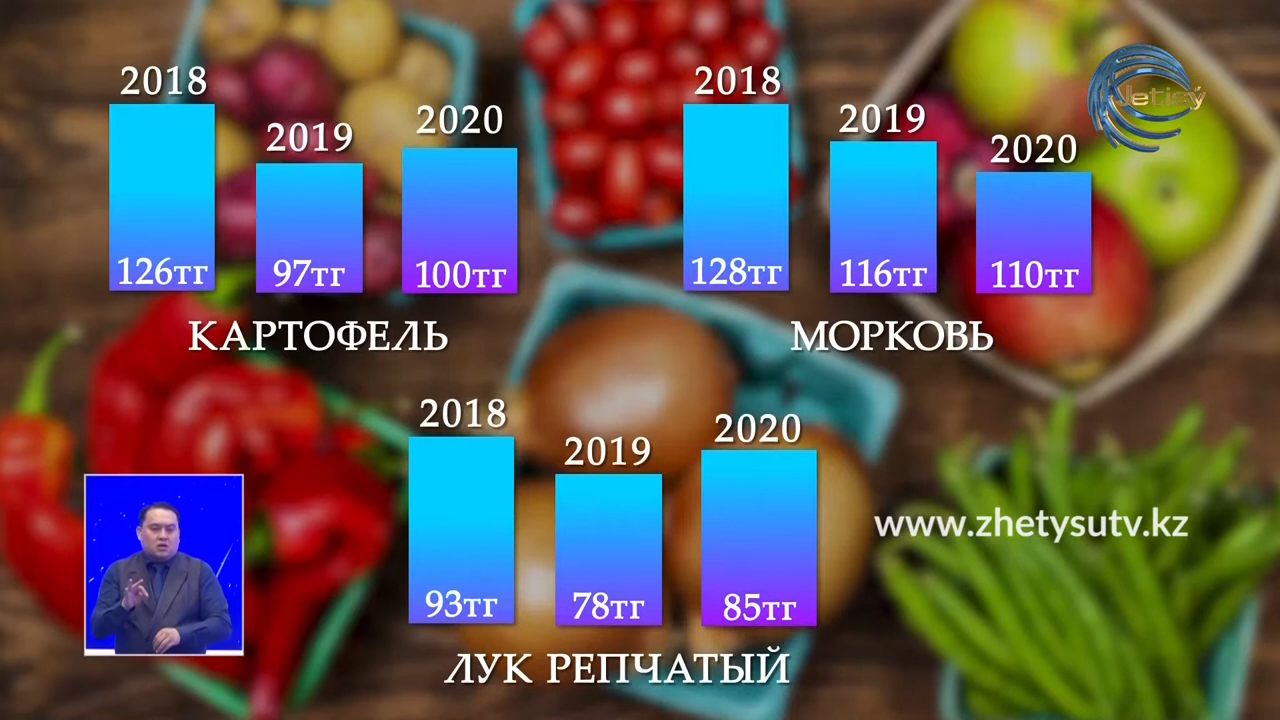 2018
2019
2020
126тг
97тг
100тг
КАРТОФЕЛЬ
2018
2019
2020
128тг
116тг
110тг
МОРКОВЬ
2018
2019
2020
93тг
78тг
85тг
ЛУК РЕПЧАТЫЙ
www.zhetysutv.kz
Jetisý